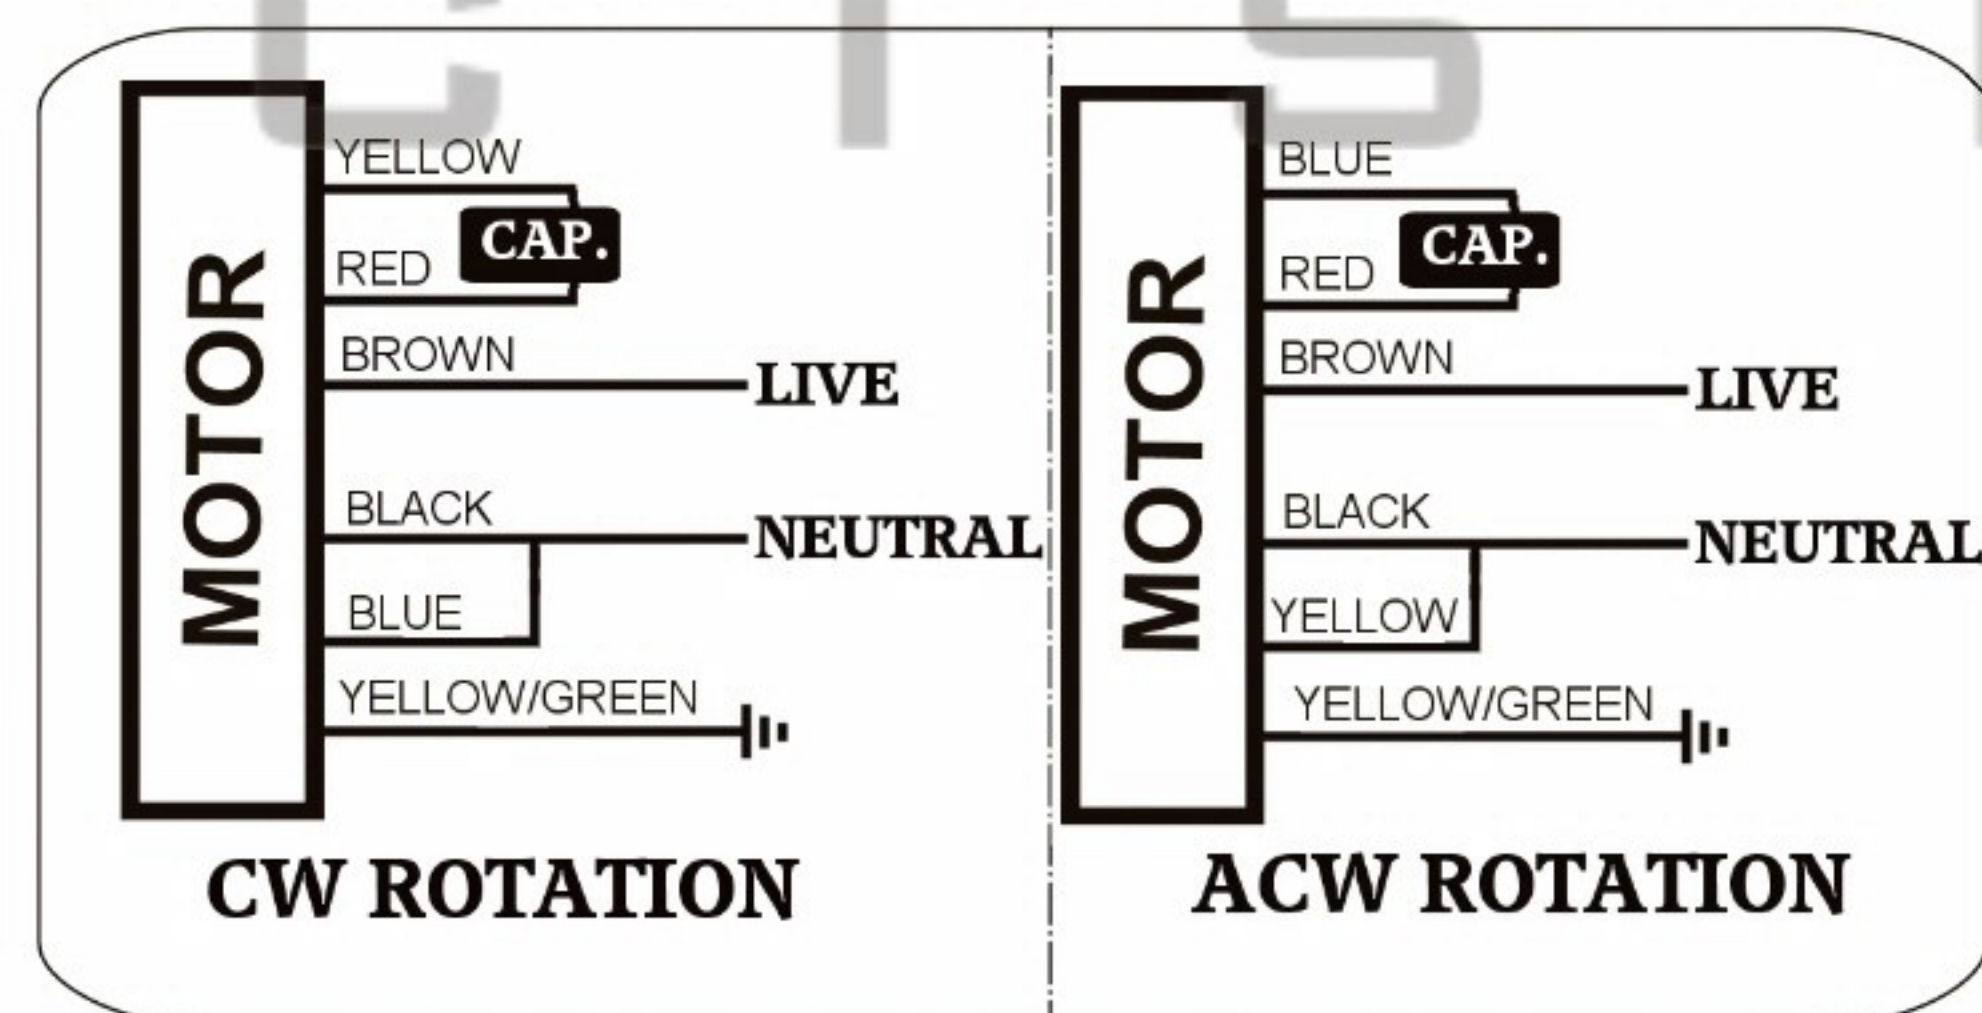 YELLOW
CAP.
RED
BROWN
LIVE
MOTOR
BLACK
NEUTRAL
BLUE
YELLOW/GREEN
CW ROTATION
BLUE
CAP.
RED
BROWN
LIVE
MOTOR
BLACK
NEUTRAL
YELLOW
YELLOW/GREEN
ACW ROTATION